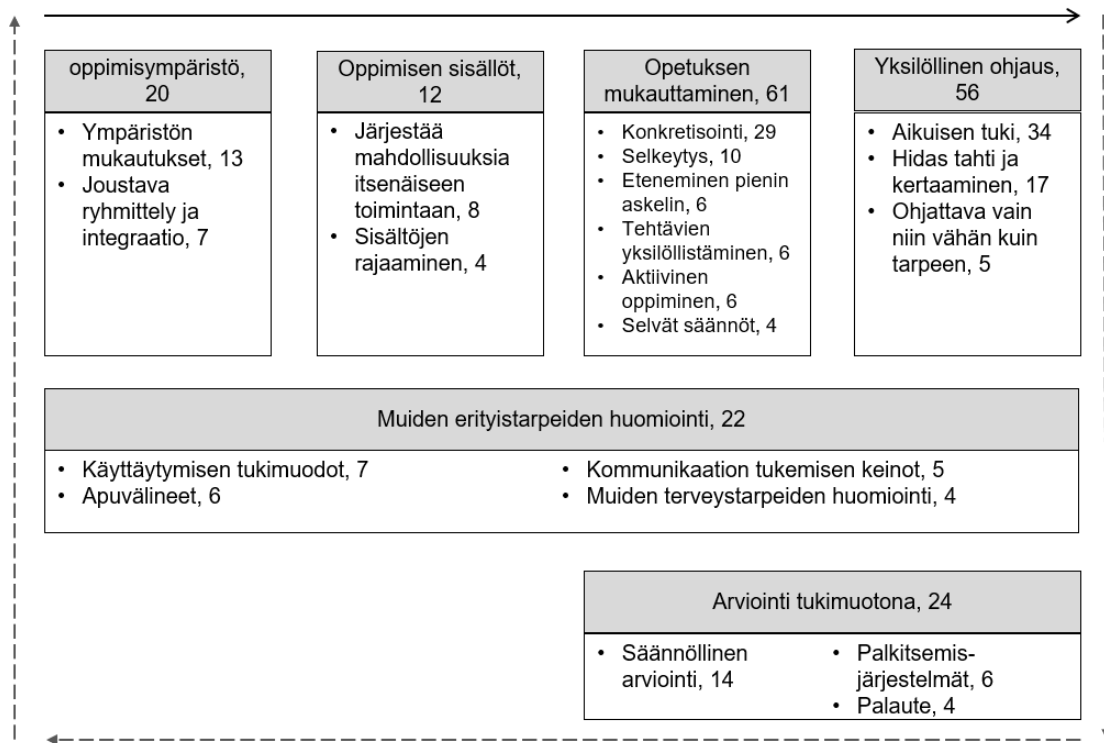 oppimisympäristö,
20
• Ympäristön
mukautukset, 13
• Joustava
ryhmittely ja
integraatio, 7
Oppimisen sisällöt,
12
• Järjestää
mahdollisuuksia
itsenäiseen
toimintaan, 8
• Sisältöjen
rajaaminen, 4
Opetuksen
mukauttaminen, 61
• Konkretisointi, 29
• Selkeytys, 10
• Eteneminen pienin
askelin, 6
• Tehtävien
yksilöllistäminen, 6
• Aktiivinen
oppiminen, 6
• Selvät säännöt, 4
Yksilöllinen ohjaus,
56
• Aikuisen tuki, 34
• Hidas tahti ja
kertaaminen, 17
• Ohjattava vain
niin vähän kuin
tarpeen, 5
Muiden erityistarpeiden huomiointi, 22
• Käyttäytymisen tukimuodot, 7
• Apuvälineet, 6
• Kommunikaation tukemisen keinot, 5
• Muiden terveystarpeiden huomiointi, 4
Arviointi tukimuotona, 24
• Säännöllinen
arviointi, 14
• Palkitsemis-
järjestelmät, 6
• Palaute, 4